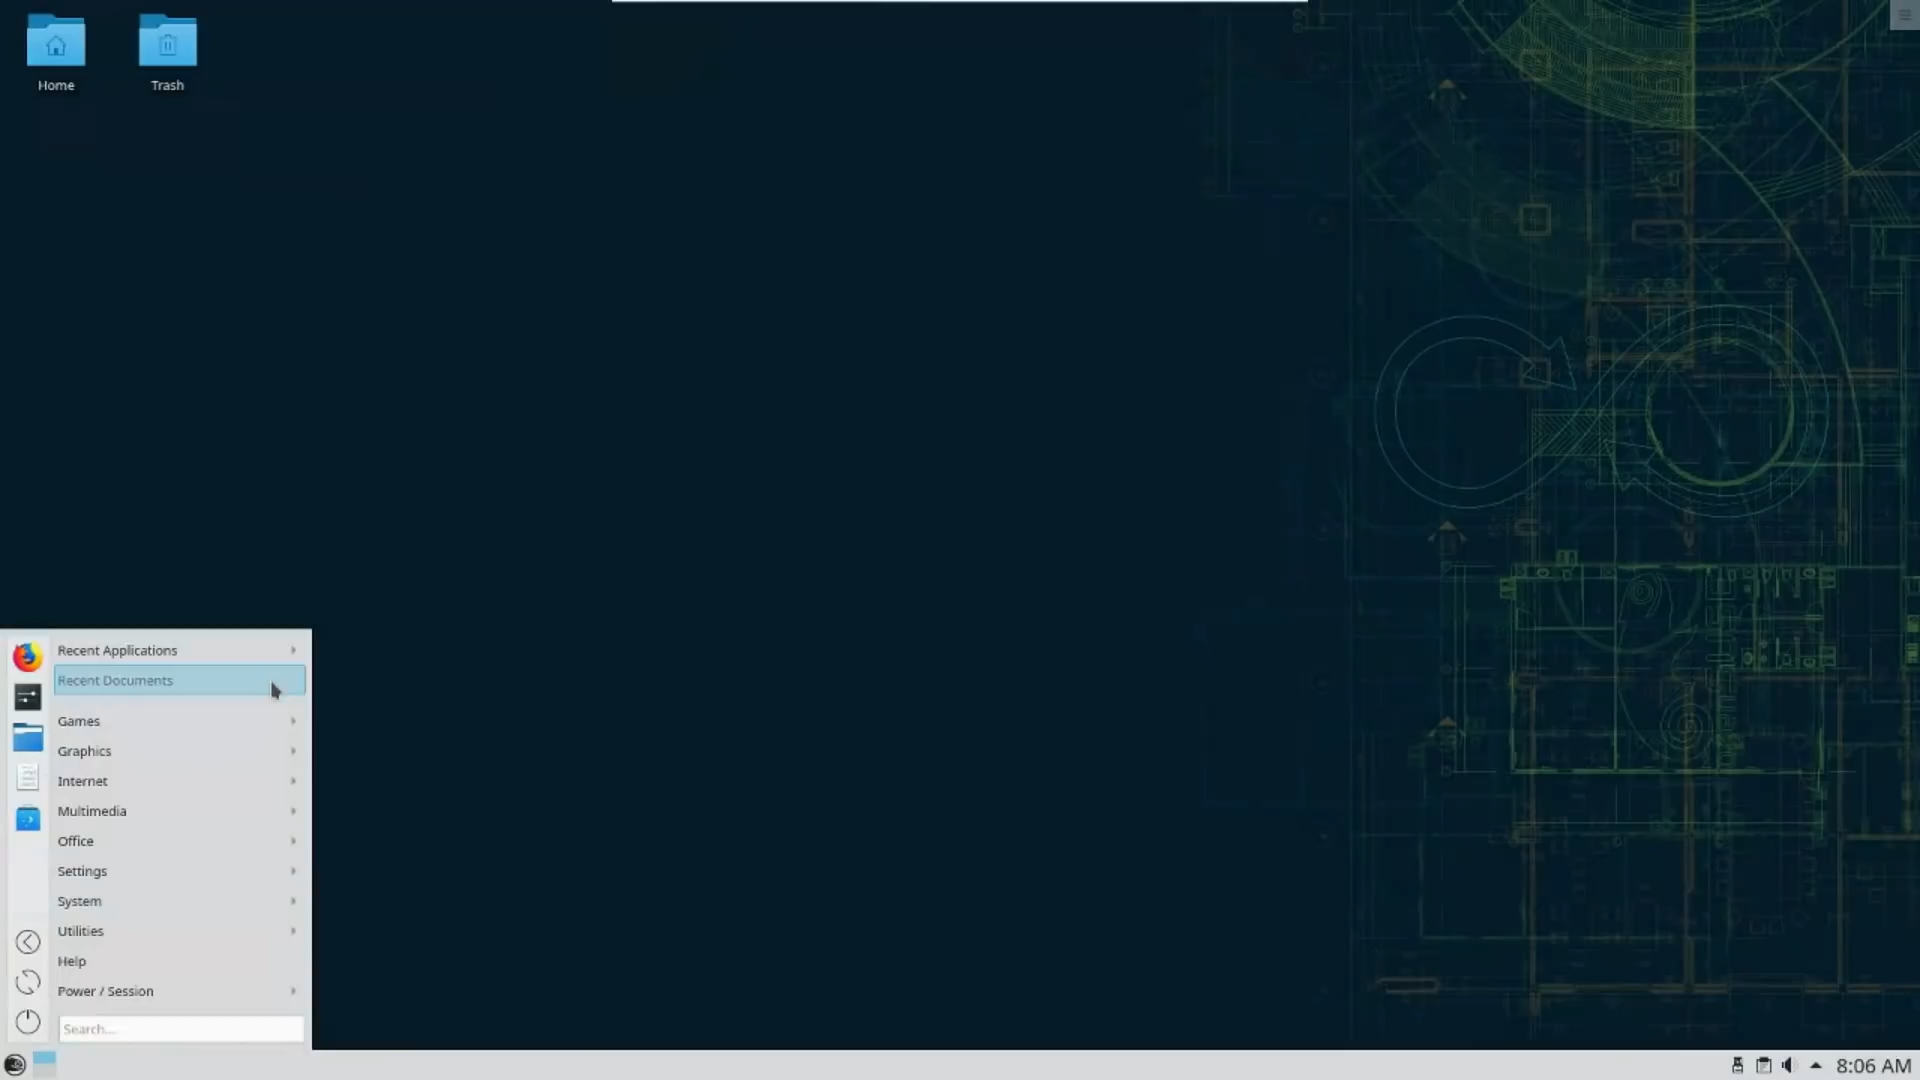 Home
Trash
Recent Applications
Recent Documents
Games
Graphics
Internet
Multimedia
Office
Settings
System
Utilities
Help
Power / Session
Search...
8:06 AM